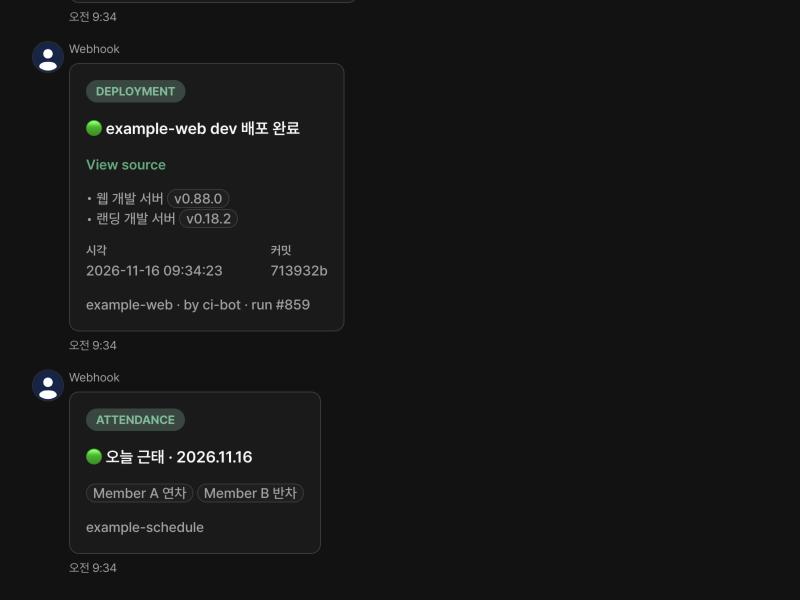 오전 9:34
Webhook
DEPLOYMENT
example-web dev 배포 완료
View source
• 웹 개발 서버 v0.88.0
• 랜딩 개발 서버 v0.18.2
시각 커밋
2026-11-16 09:34:23 713932b
example-web · by ci-bot · run #859
오전 9:34
Webhook
ATTENDANCE
오늘 근태 · 2026.11.16
Member A 연차 Member B 반차
example-schedule
오전 9:34